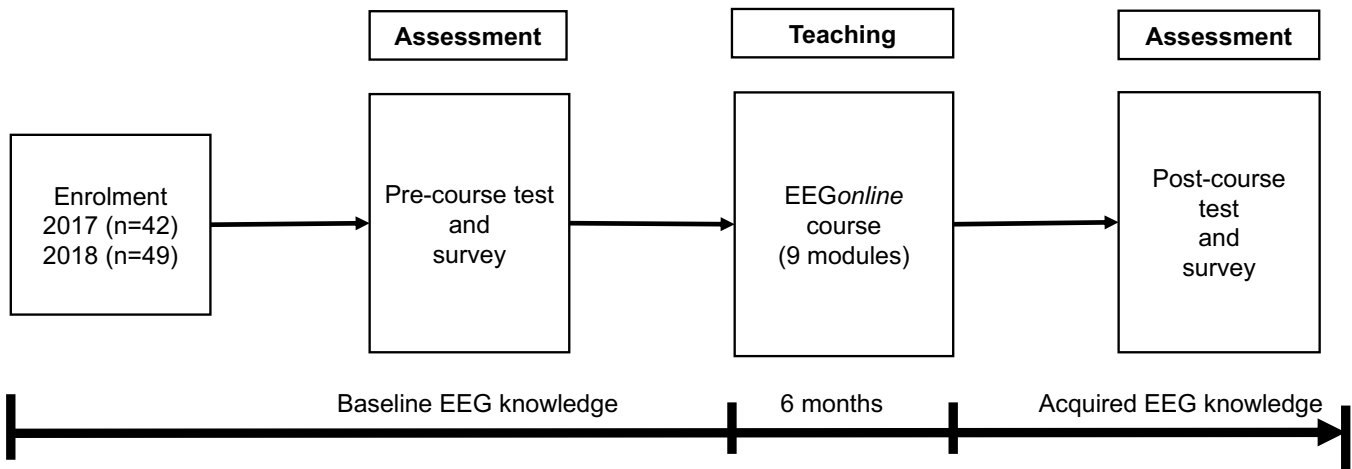 Assessment
Teaching
Assessment
Enrolment
2017 (n=42)
2018 (n=49)
Pre-course test
and
survey
EEGonline
course
(9 modules)
Post-course
test
and
survey
Baseline EEG knowledge
6 months
Acquired EEG knowledge